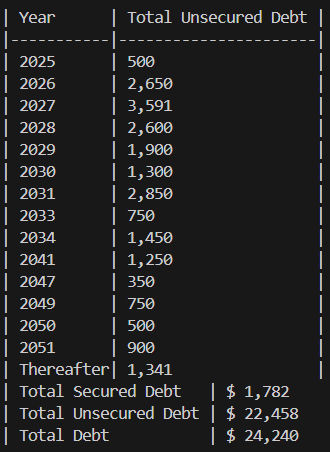 | Year | Total Unsecured Debt |
|-----------|----------------------|
| 2025 | 500 |
| 2026 | 2,650 |
| 2027 | 3,591 |
| 2028 | 2,600 |
| 2029 | 1,900 |
| 2030 | 1,300 |
| 2031 | 2,850 |
| 2033 | 750 |
| 2034 | 1,450 |
| 2041 | 1,250 |
| 2047 | 350 |
| 2049 | 750 |
| 2050 | 500 |
| 2051 | 900 |
| Thereafter| 1,341 |
| Total Secured Debt | $ 1,782
| Total Unsecured Debt | $ 22,458
| Total Debt | $ 24,240